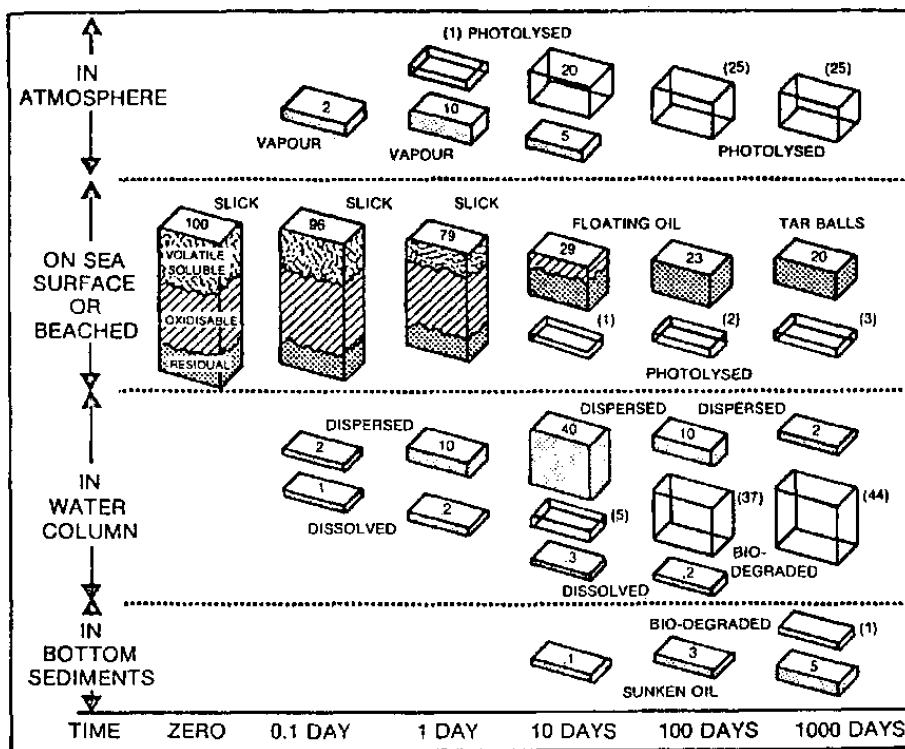 (1) PHOTOLYSED
IN
ATMOSPHERE
2
VAPOUR
10
VAPOUR
20
5
(25)
(25)
PHOTOLYSED
SLICK
SLICK
SLICK
FLOATING OIL
TAR BALLS
ON SEA
SURFACE
OR
BEACHED
100
VOLATILE
SOLUBLE
OXIDISABLE
RESIDUAL
96
79
29
23
20
(1)
(2)
(3)
PHOTOLYSED
IN
WATER
COLUMN
DISPERSED
DISPERSED
DISPERSED
2
10
40
10
2
1
2
DISSOLVED
(5)
(37)
(44)
.3
DISSOLVED
.2
BIO-
DEGRADED
IN
BOTTOM
SEDIMENTS
BIO-DEGRADED
(1)
.1
3
5
SUNKEN OIL
TIME ZERO 0.1 DAY 1 DAY 10 DAYS 100 DAYS 1000 DAYS